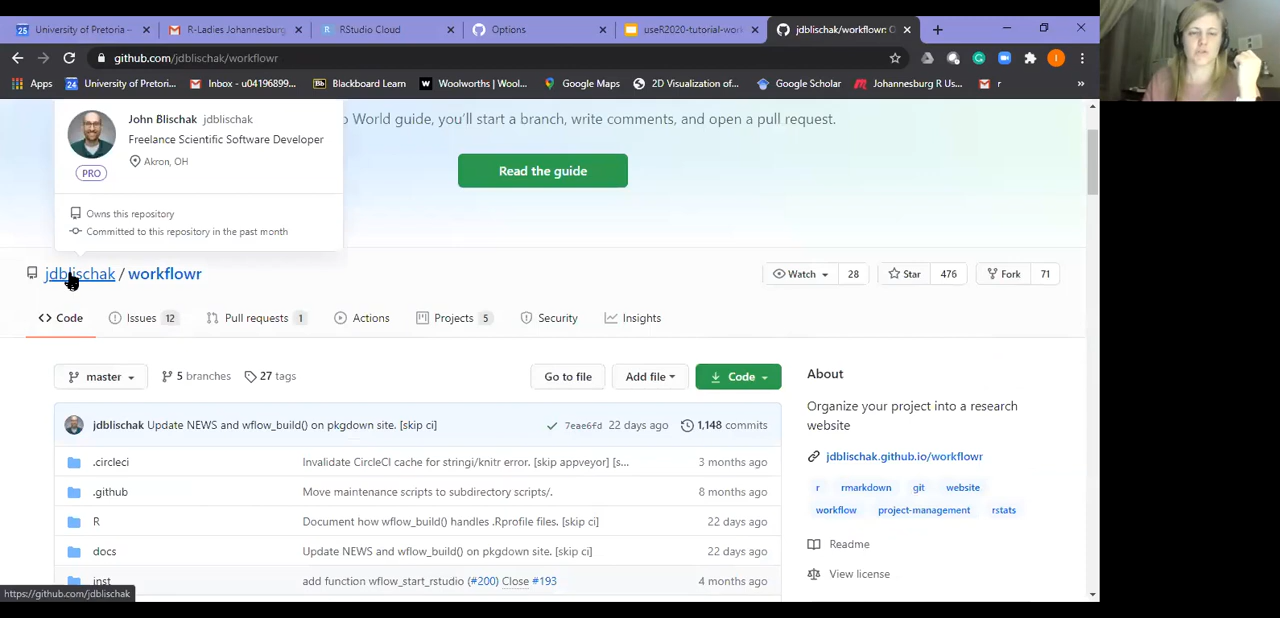 University of Pretoria –
R-Ladies Johannesburg
RStudio Cloud
Options
useR2020-tutorial-wor
jdblischak/workflowr: O
github.com/jdblischak/workflowr
Apps
University of Pretori...
Inbox - u04196899...
Bb Blackboard Learn
W Woolworths | Wool...
Google Maps
2D Visualization of...
Google Scholar
Johannesburg R Us...
r
»
John Blischak jdblischak
Freelance Scientific Software Developer
Akron, OH
PRO
Owns this repository
Committed to this repository in the past month
o World guide, you'll start a branch, write comments, and open a pull request.
Read the guide
jdblischak / workflowr
Watch 28
Star 476
Fork 71
<> Code
Issues 12
Pull requests 1
Actions
Projects 5
Security
Insights
master
5 branches
27 tags
Go to file
Add file
Code
About
Organize your project into a research
website
jdblischak.github.io/workflowr
r rmarkdown git website
workflow project-management rstats
Readme
View license
jdblischak Update NEWS and wflow_build() on pkgdown site. [skip ci]
7eae6fd 22 days ago
1,148 commits
.circleci Invalidate CircleCI cache for stringi/knitr error. [skip appveyor] [s... 3 months ago
.github Move maintenance scripts to subdirectory scripts/. 8 months ago
R Document how wflow_build() handles .Rprofile files. [skip ci] 22 days ago
docs Update NEWS and wflow_build() on pkgdown site. [skip ci] 22 days ago
inst add function wflow_start_rstudio (#200) Close #193 4 months ago
https://github.com/jdblischak